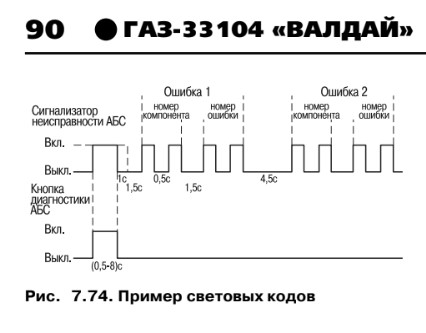 90 ● ГАЗ-33104 «ВАЛДАЙ»
Ошибка 1
Ошибка 2
номер
компонента
номер
ошибки
номер
компонента
номер
ошибки
Сигнализатор
неисправности АБС
Вкл.
Выкл.
1с
1,5с
0,5с
1,5с
4,5с
Кнопка
диагностики
АБС
Вкл.
Выкл.
(0,5-8)с
Рис. 7.74. Пример световых кодов